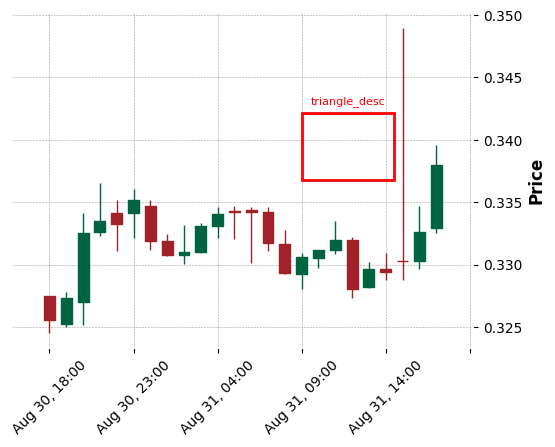 0.350
0.345
triangle_desc
0.340
0.335
0.330
0.325
Price
Aug 30, 18:00
Aug 30, 23:00
Aug 31, 04:00
Aug 31, 09:00
Aug 31, 14:00